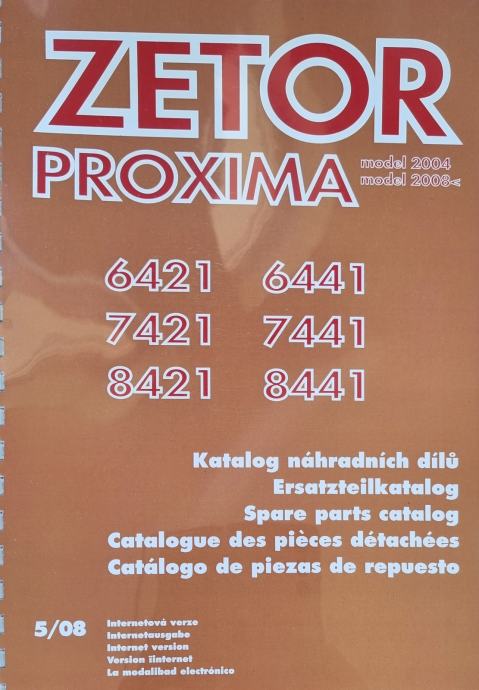 ZETOR
PROXIMA model 2004
model 2008<
6421 6441
7421 7441
8421 8441
Katalog náhradních dílů
Ersatzteilkatalog
Spare parts catalog
Catalogue des pièces détachées
Catálogo de piezas de repuesto
5/08 Internetová verze
Internetausgabe
Internet version
Version iinternet
La modalibad electrónico